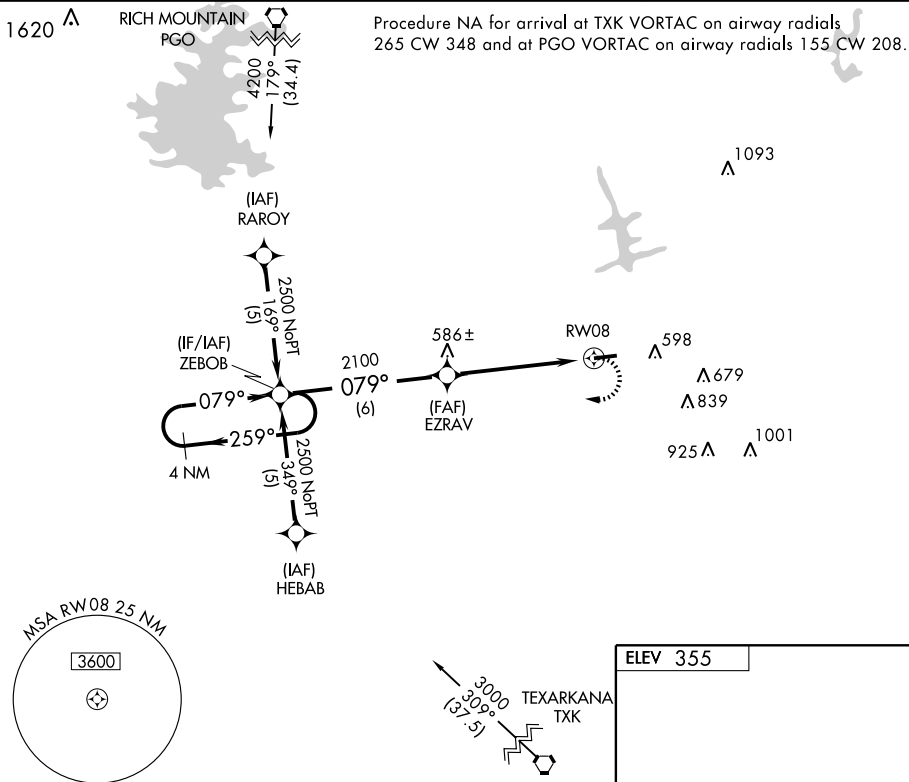 1620
RICH MOUNTAIN
PGO
Procedure NA for arrival at TXK VORTAC on airway radials
265 CW 348 and at PGO VORTAC on airway radials 155 CW 208.
4200
179°
(34.4)
1093
(IAF)
RAROY
2500 NoPT
169°
(5)
(IF/IAF)
ZEBOB
586±
RW08
598
2100
079°
(6)
079°
679
(FAF)
EZRAV
839
259°
4 NM
2500 NoPT
349°
(5)
925
1001
(IAF)
HEBAB
MSA RW08 25 NM
3600
3000
309°
(37.5)
TEXARKANA
TXK
ELEV 355